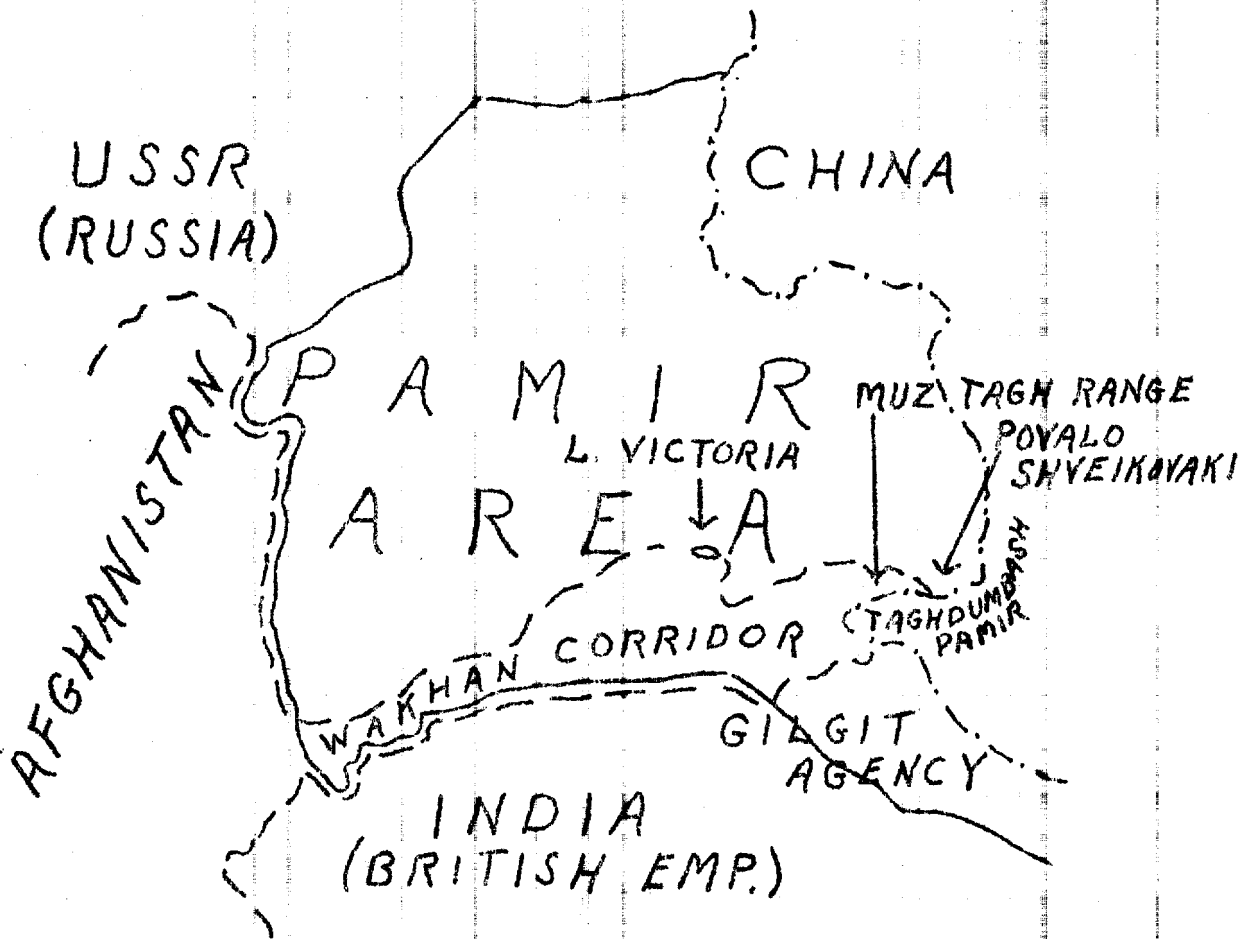 USSR
(RUSSIA)
CHINA
AFGHANISTAN
PAMIR
AREA
MUZ TAGH RANGE
POVALO
SHVEIKOVAKI
L. VICTORIA
TAGHDUMBASH
PAMIR
WAKHAN CORRIDOR
GILGIT
AGENCY
INDIA
(BRITISH EMP.)